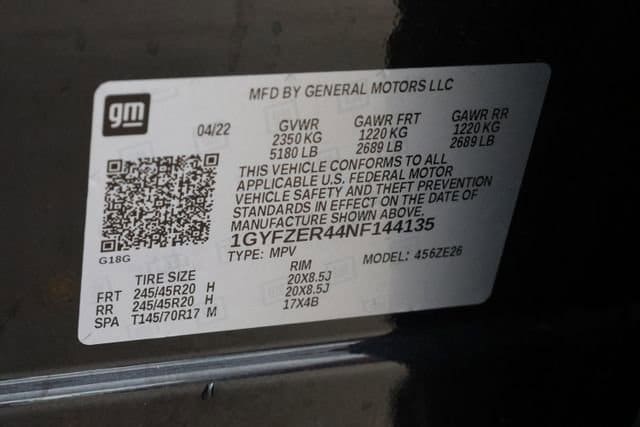 gm
MFD BY GENERAL MOTORS LLC
04/22 GVWR GAWR FRT GAWR RR
2350 KG 1220 KG 1220 KG
5180 LB 2689 LB 2689 LB
THIS VEHICLE CONFORMS TO ALL
APPLICABLE U.S. FEDERAL MOTOR
VEHICLE SAFETY AND THEFT PREVENTION
STANDARDS IN EFFECT ON THE DATE OF
MANUFACTURE SHOWN ABOVE.
1GYFZER44NF144135
G18G
TYPE: MPV MODEL: 456ZE26
TIRE SIZE RIM
FRT 245/45R20 H 20X8.5J
RR 245/45R20 H 20X8.5J
SPA T145/70R17 M 17X4B